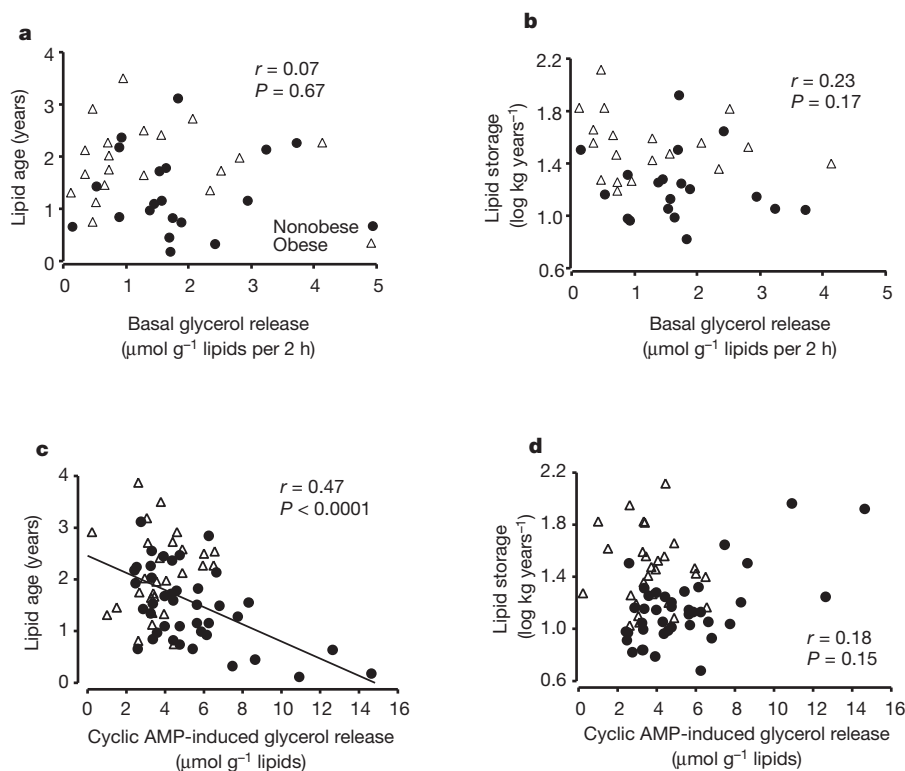 a
r = 0.07
P = 0.67
Lipid age (years)
4
3
2
1
0
Nonobese
Obese
0 1 2 3 4 5
Basal glycerol release
(μmol g⁻¹ lipids per 2 h)
b
r = 0.23
P = 0.17
Lipid storage
(log kg years⁻¹)
2.2
1.8
1.4
1.0
0.6
0 1 2 3 4 5
Basal glycerol release
(μmol g⁻¹ lipids per 2 h)
c
r = 0.47
P < 0.0001
Lipid age (years)
4
3
2
1
0
0 2 4 6 8 10 12 14 16
Cyclic AMP-induced glycerol release
(μmol g⁻¹ lipids)
d
Lipid storage
(log kg years⁻¹)
2.2
1.8
1.4
1.0
0.6
r = 0.18
P = 0.15
0 2 4 6 8 10 12 14 16
Cyclic AMP-induced glycerol release
(μmol g⁻¹ lipids)